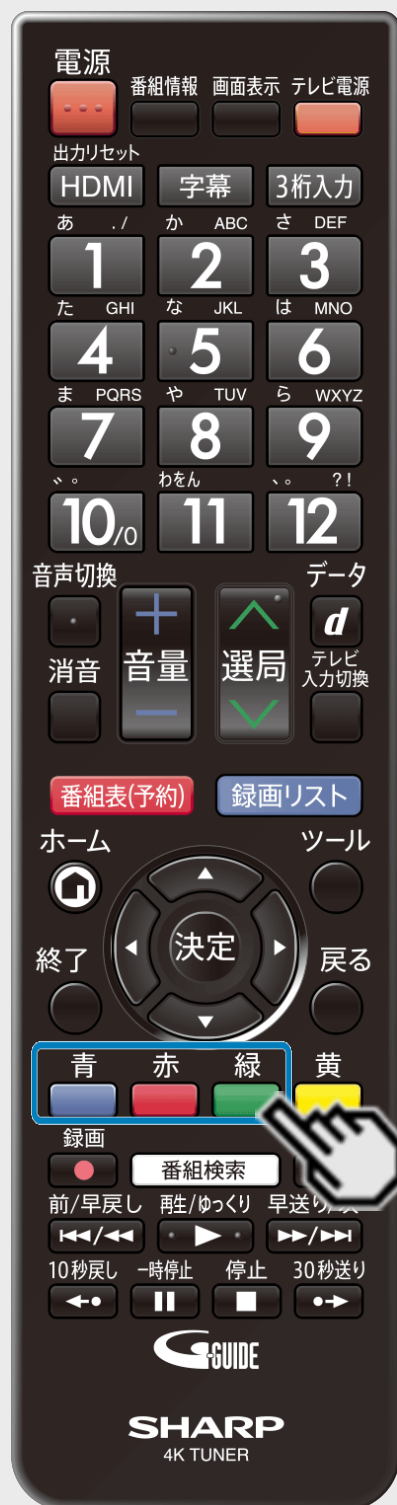 電源
番組情報 画面表示 テレビ電源
出力リセット
HDMI 字幕 3桁入力
あ ./ か ABC さ DEF
1 2 3
た GHI な JKL は MNO
4 5 6
ま PQRS や TUV ら WXYZ
7 8 9
゛゜ わをん 、。 ?!
10/0 11 12
音声切換 データ
+ ∧ d
消音 音量 選局 テレビ
入力切換
− ∨
番組表(予約) 録画リスト
ホーム ツール
決定
終了 戻る
青 赤 緑 黄
録画
番組検索
前/早戻し 再生/ゆっくり 早送り/
10秒戻し 一時停止 停止 30秒送り
G-GUIDE
SHARP
4K TUNER